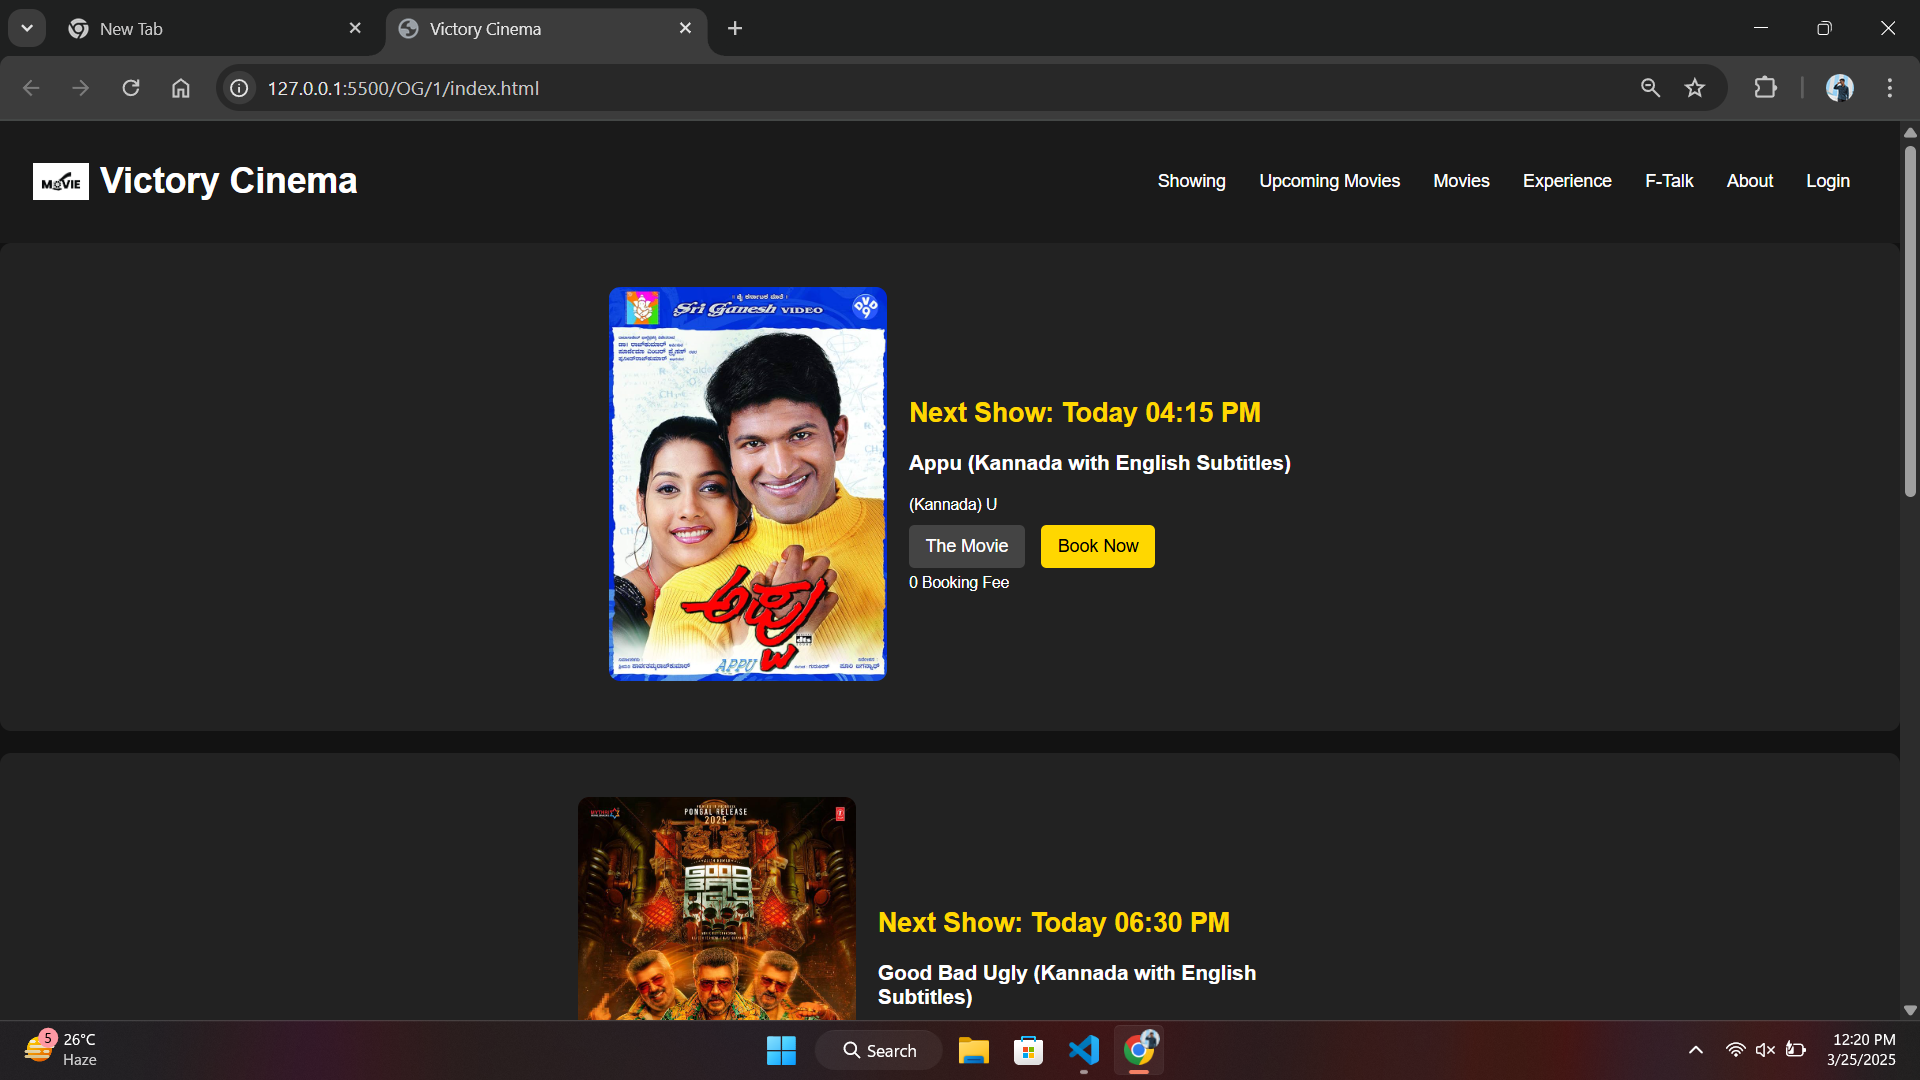 New Tab
Victory Cinema
127.0.0.1:5500/OG/1/index.html
MOVIE
Victory Cinema
Showing
Upcoming Movies
Movies
Experience
F-Talk
About
Login
Sri Ganesh VIDEO
DVD 9
ಅಪ್ಪು
APPU
Next Show: Today 04:15 PM
Appu (Kannada with English Subtitles)
(Kannada) U
The Movie
Book Now
0 Booking Fee
PONGAL RELEASE
2025
GOOD
BAD
UGLY
Next Show: Today 06:30 PM
Good Bad Ugly (Kannada with English
Subtitles)
5
26°C
Haze
Search
12:20 PM
3/25/2025